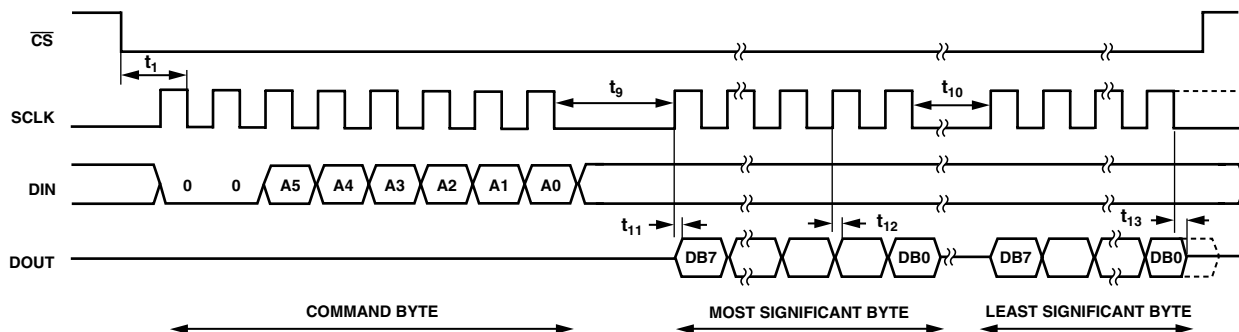 CS
t1
t9
t10
SCLK
DIN
0 0 A5 A4 A3 A2 A1 A0
t11
t12
t13
DOUT
DB7 DB0 DB7 DB0
COMMAND BYTE
MOST SIGNIFICANT BYTE
LEAST SIGNIFICANT BYTE